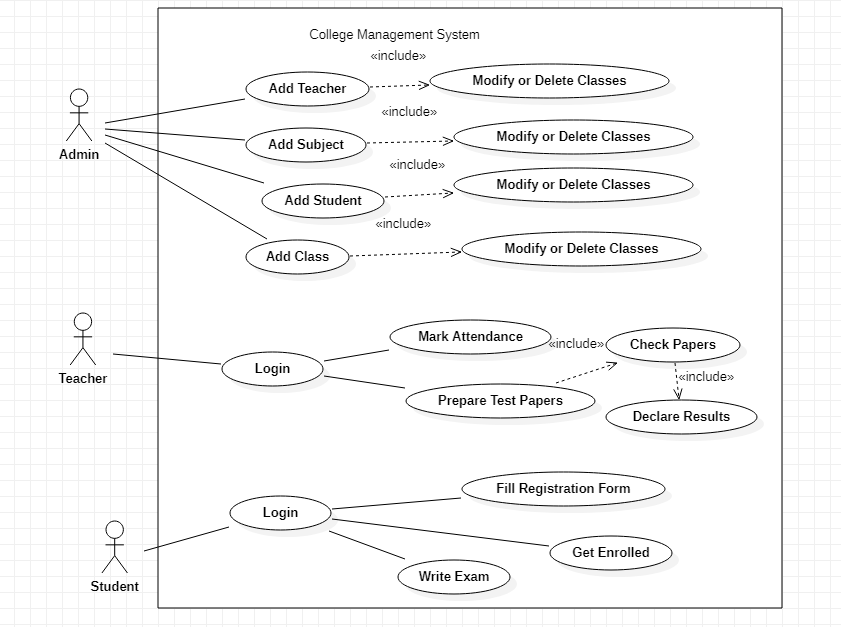 College Management System
«include»
Add Teacher
Modify or Delete Classes
«include»
Add Subject
Modify or Delete Classes
Admin
«include»
Add Student
Modify or Delete Classes
«include»
Add Class
Modify or Delete Classes
Mark Attendance
«include»
Check Papers
Login
Teacher
«include»
Prepare Test Papers
Declare Results
Fill Registration Form
Login
Get Enrolled
Write Exam
Student